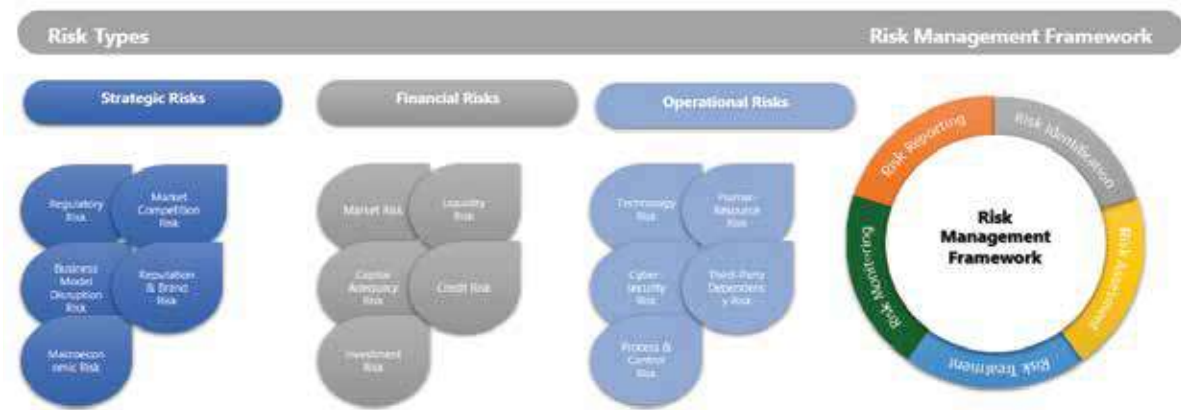 Risk Types
Risk Management Framework
Strategic Risks
Financial Risks
Operational Risks
Regulatory
Risk
Market
Competition
Risk
Business
Model
Disruption
Risk
Reputation
& Brand
Risk
Macroecon
omic Risk
Market Risk
Liquidity
Risk
Capital
Adequacy
Risk
Credit Risk
Investment
Risk
Technology
Risk
Human
Resource
Risk
Cyber
security
Risk
Third-Party
Dependenc
y Risk
Process &
Control
Risk
Risk Reporting
Risk Identification
Risk Assessment
Risk Treatment
Risk Monitoring
Risk
Management
Framework